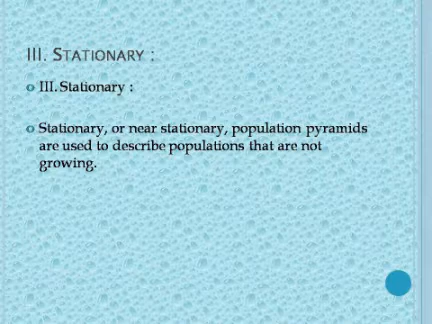 III. STATIONARY :
III. Stationary :
Stationary, or near stationary, population pyramids
are used to describe populations that are not
growing.